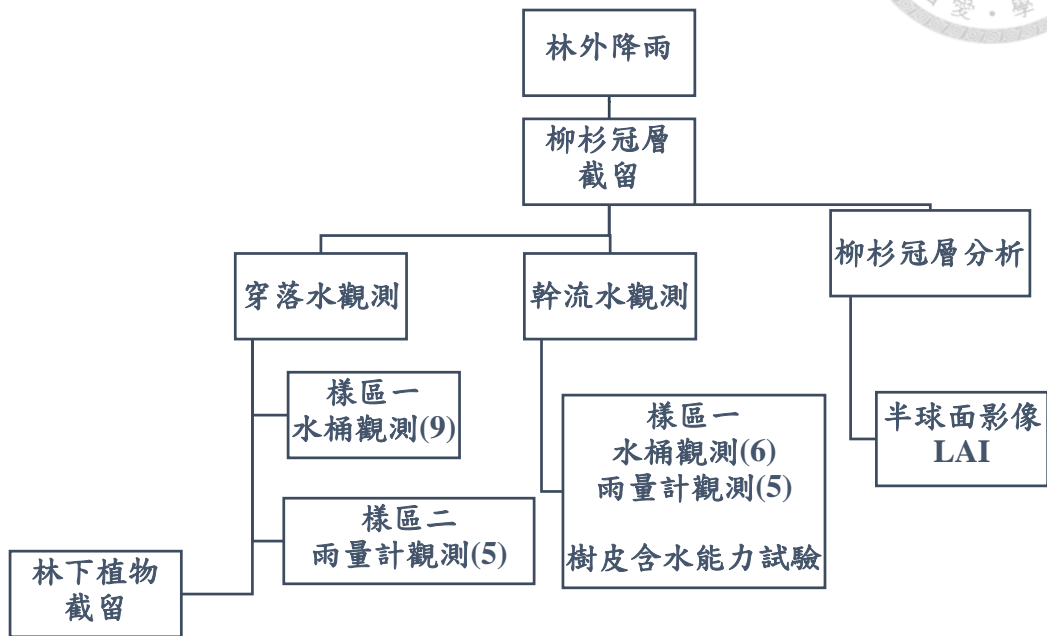 林外降雨
柳杉冠層
截留
柳杉冠層分析
穿落水觀測
幹流水觀測
樣區一
水桶觀測(9)
樣區一
水桶觀測(6)
雨量計觀測(5)
樹皮含水能力試驗
半球面影像
LAI
樣區二
雨量計觀測(5)
林下植物
截留